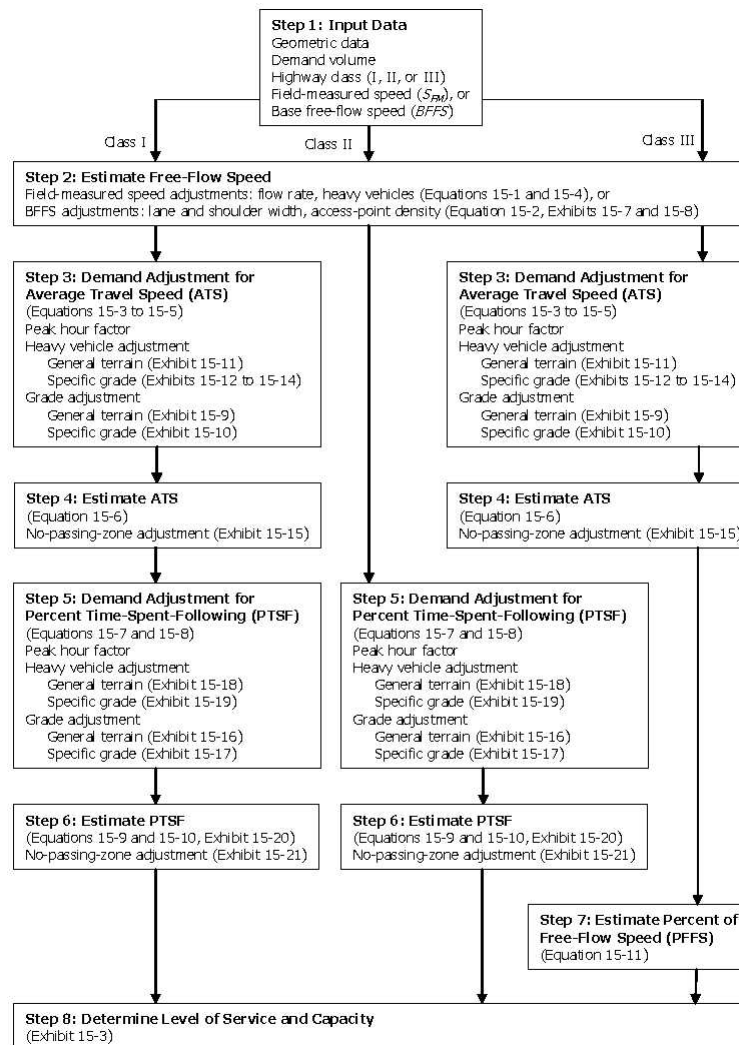 Step 1: Input Data
Geometric data
Demand volume
Highway class (I, II, or III)
Field-measured speed (SFM), or
Base free-flow speed (BFFS)
Class I
Class II
Class III
Step 2: Estimate Free-Flow Speed
Field-measured speed adjustments: flow rate, heavy vehicles (Equations 15-1 and 15-4), or
BFFS adjustments: lane and shoulder width, access-point density (Equation 15-2, Exhibits 15-7 and 15-8)
Step 3: Demand Adjustment for
Average Travel Speed (ATS)
(Equations 15-3 to 15-5)
Peak hour factor
Heavy vehicle adjustment
General terrain (Exhibit 15-11)
Specific grade (Exhibits 15-12 to 15-14)
Grade adjustment
General terrain (Exhibit 15-9)
Specific grade (Exhibit 15-10)
Step 3: Demand Adjustment for
Average Travel Speed (ATS)
(Equations 15-3 to 15-5)
Peak hour factor
Heavy vehicle adjustment
General terrain (Exhibit 15-11)
Specific grade (Exhibits 15-12 to 15-14)
Grade adjustment
General terrain (Exhibit 15-9)
Specific grade (Exhibit 15-10)
Step 4: Estimate ATS
(Equation 15-6)
No-passing-zone adjustment (Exhibit 15-15)
Step 4: Estimate ATS
(Equation 15-6)
No-passing-zone adjustment (Exhibit 15-15)
Step 5: Demand Adjustment for
Percent Time-Spent-Following (PTSF)
(Equations 15-7 and 15-8)
Peak hour factor
Heavy vehicle adjustment
General terrain (Exhibit 15-18)
Specific grade (Exhibit 15-19)
Grade adjustment
General terrain (Exhibit 15-16)
Specific grade (Exhibit 15-17)
Step 5: Demand Adjustment for
Percent Time-Spent-Following (PTSF)
(Equations 15-7 and 15-8)
Peak hour factor
Heavy vehicle adjustment
General terrain (Exhibit 15-18)
Specific grade (Exhibit 15-19)
Grade adjustment
General terrain (Exhibit 15-16)
Specific grade (Exhibit 15-17)
Step 6: Estimate PTSF
(Equations 15-9 and 15-10, Exhibit 15-20)
No-passing-zone adjustment (Exhibit 15-21)
Step 6: Estimate PTSF
(Equations 15-9 and 15-10, Exhibit 15-20)
No-passing-zone adjustment (Exhibit 15-21)
Step 7: Estimate Percent of
Free-Flow Speed (PFFS)
(Equation 15-11)
Step 8: Determine Level of Service and Capacity
(Exhibit 15-3)